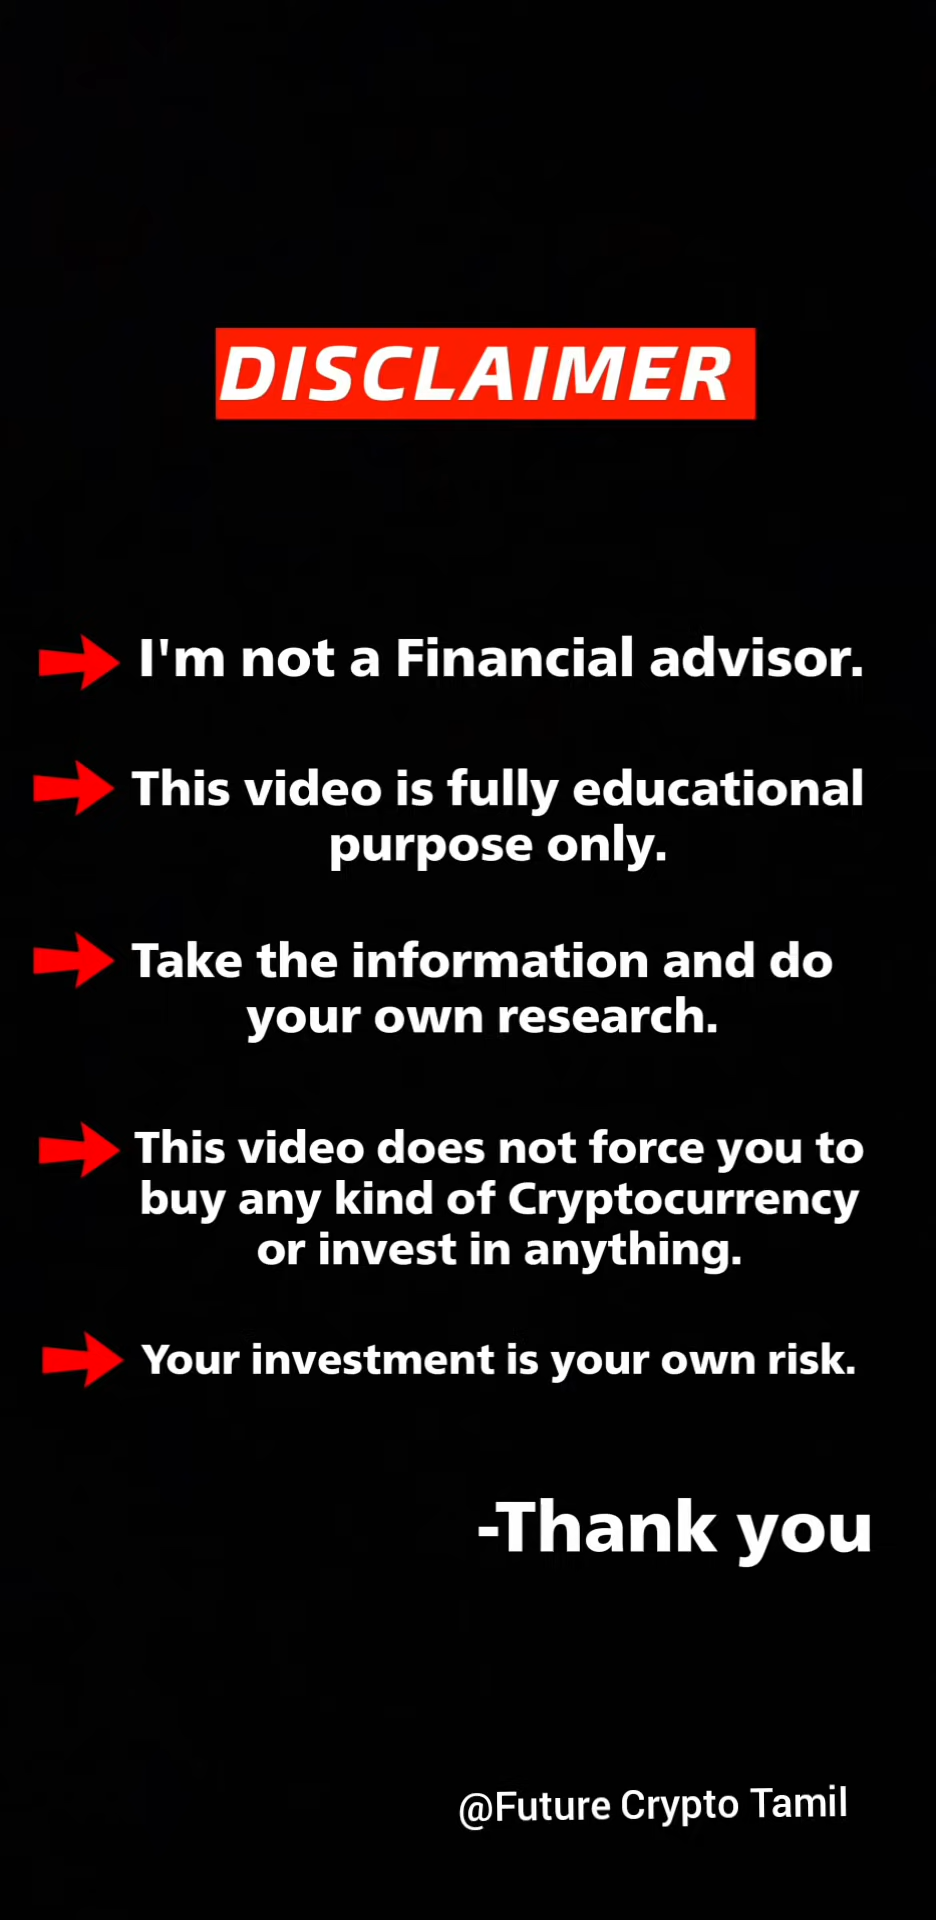 DISCLAIMER
I'm not a Financial advisor.
This video is fully educational
purpose only.
Take the information and do
your own research.
This video does not force you to
buy any kind of Cryptocurrency
or invest in anything.
Your investment is your own risk.
-Thank you
@Future Crypto Tamil